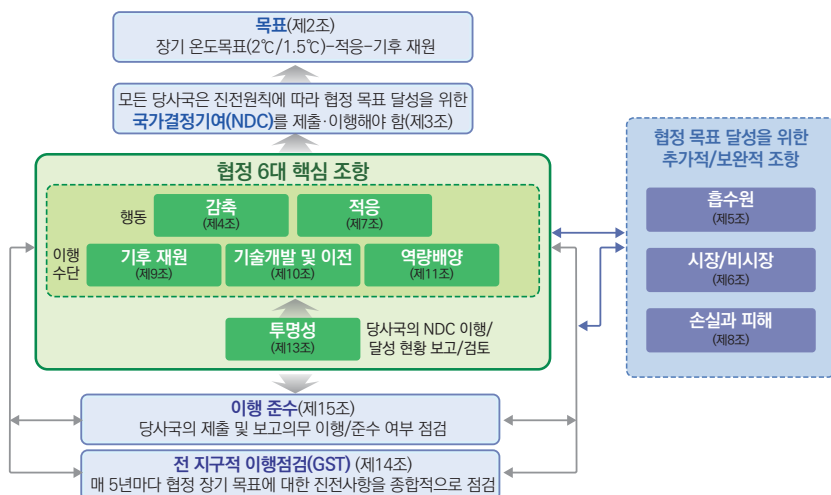 목표(제2조)
장기 온도목표(2℃/1.5℃)-적응-기후 재원
모든 당사국은 진전원칙에 따라 협정 목표 달성을 위한
국가결정기여(NDC)를 제출·이행해야 함(제3조)
협정 6대 핵심 조항
행동
감축
(제4조)
적응
(제7조)
이행
수단
기후 재원
(제9조)
기술개발 및 이전
(제10조)
역량배양
(제11조)
투명성
(제13조)
당사국의 NDC 이행/
달성 현황 보고/검토
협정 목표 달성을 위한
추가적/보완적 조항
흡수원
(제5조)
시장/비시장
(제6조)
손실과 피해
(제8조)
이행 준수(제15조)
당사국의 제출 및 보고의무 이행/준수 여부 점검
전 지구적 이행점검(GST) (제14조)
매 5년마다 협정 장기 목표에 대한 진전사항을 종합적으로 점검